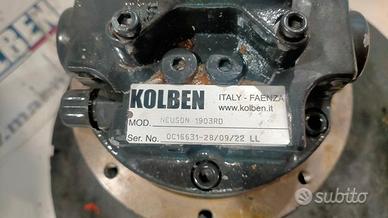 KOLBEN
ITALY - FAENZA
www.kolben.it
MOD. NEUSON 1903RD
Ser. No. OC16631-28/09/22 LL
subito